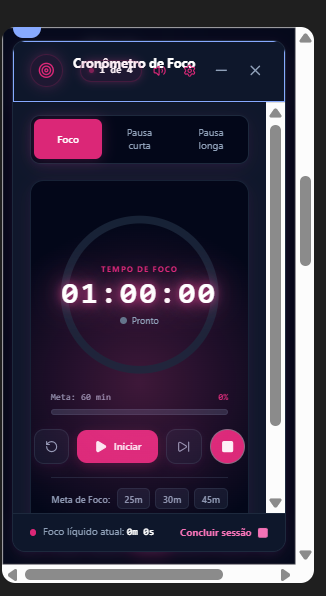 Cronômetro de Foco
1 de 4
Foco
Pausa
curta
Pausa
longa
TEMPO DE FOCO
01:00:00
Pronto
Meta: 60 min
0%
Iniciar
Meta de Foco:
25m
30m
45m
Foco líquido atual: 0m 0s
Concluir sessão